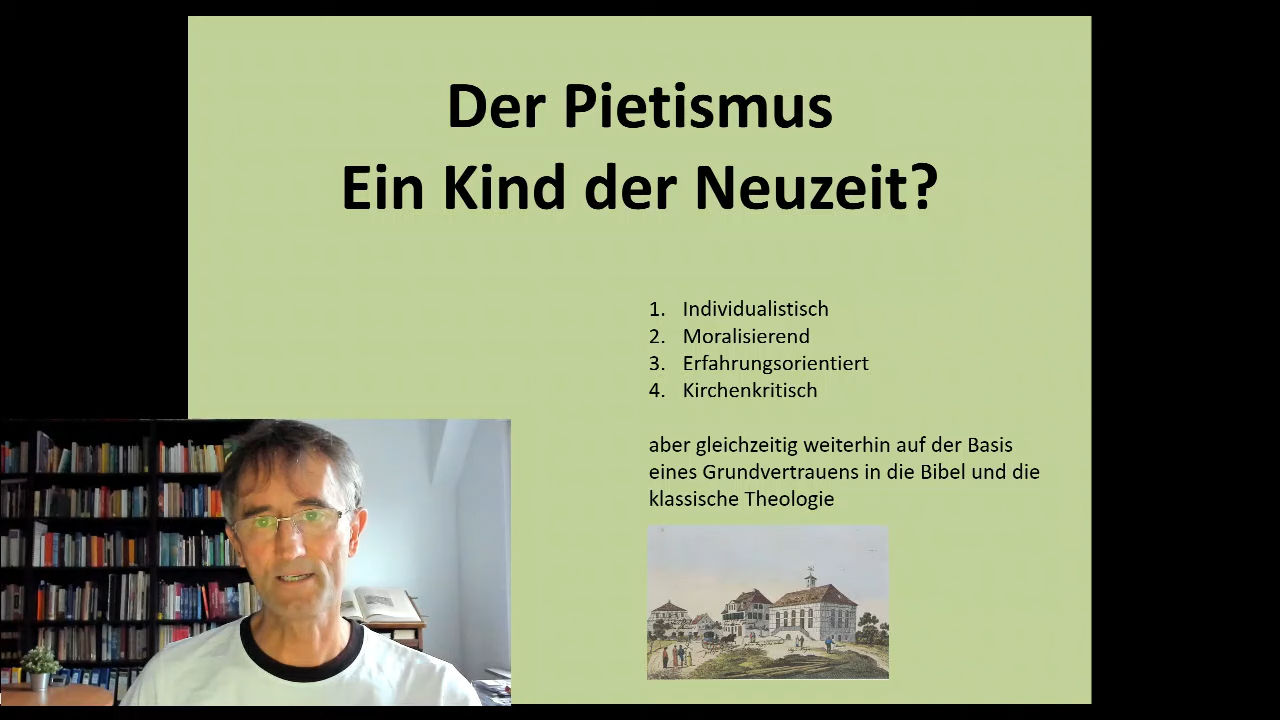 Der Pietismus
Ein Kind der Neuzeit?
1. Individualistisch
2. Moralisierend
3. Erfahrungsorientiert
4. Kirchenkritisch
aber gleichzeitig weiterhin auf der Basis
eines Grundvertrauens in die Bibel und die
klassische Theologie